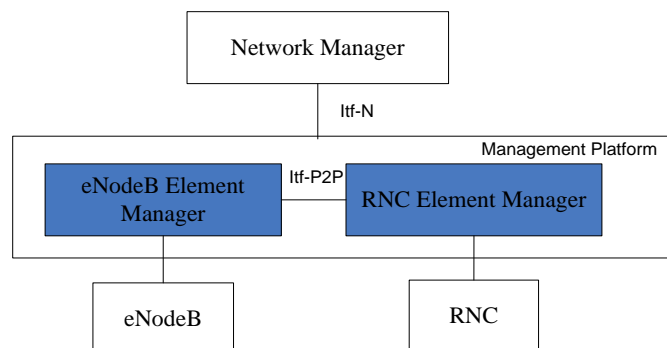 Network Manager
Itf-N
Management Platform
eNodeB Element
Manager
Itf-P2P
RNC Element Manager
eNodeB
RNC